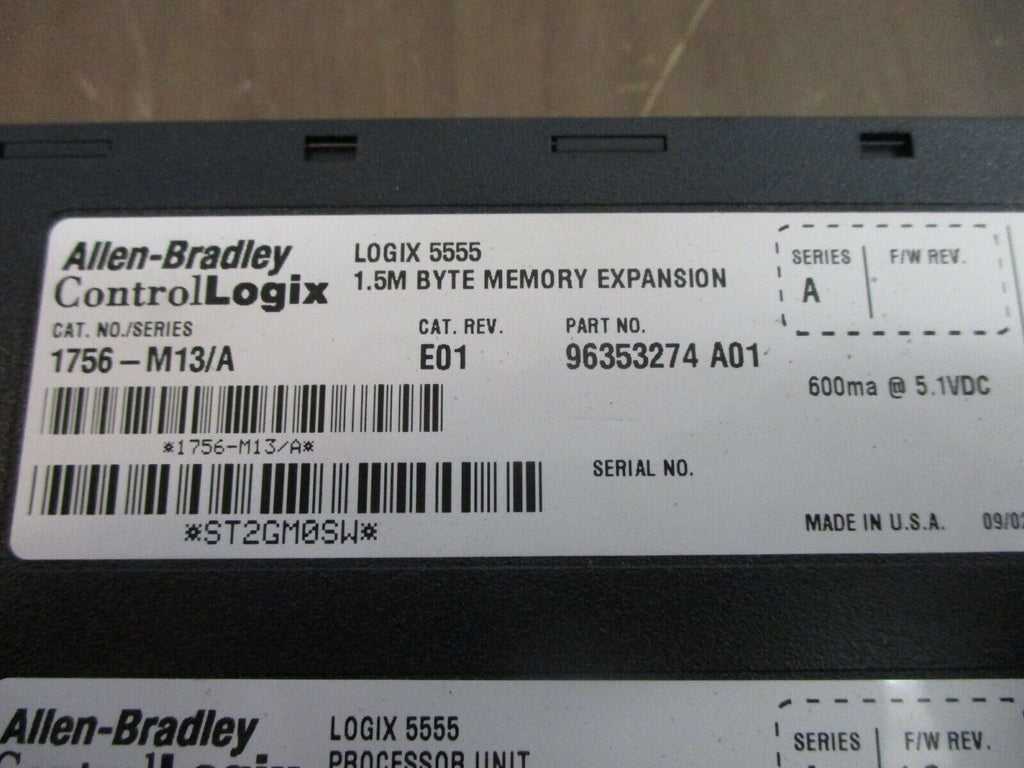 Allen-Bradley
ControlLogix
LOGIX 5555
1.5M BYTE MEMORY EXPANSION
SERIES
F/W REV.
A
CAT. NO./SERIES
CAT. REV.
PART NO.
1756 – M13/A
E01
96353274 A01
600ma @ 5.1VDC
*1756-M13/A*
SERIAL NO.
*ST2GM0SW*
MADE IN U.S.A.
Allen-Bradley
LOGIX 5555
PROCESSOR UNIT
SERIES
F/W REV.